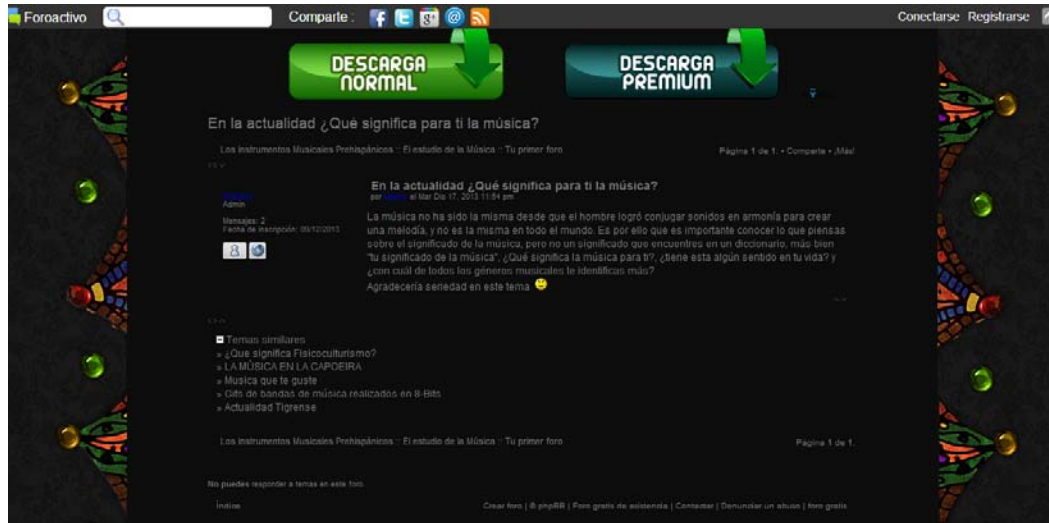 Foroactivo
Comparte :
Conectarse Registrarse
DESCARGA
NORMAL
DESCARGA
PREMIUM
En la actualidad ¿Qué significa para ti la música?
Los Instrumentos Musicales Prehispánicos :: El estudio de la Música :: Tu primer foro
Página 1 de 1. • Comparte • ¡Más!
En la actualidad ¿Qué significa para ti la música?
por el Mar Dic 17, 2013 11:54 pm
Admin
Mensajes: 2
Fecha de inscripción: 09/12/2013
La música no ha sido la misma desde que el hombre logró conjugar sonidos en armonía para crear
una melodía, y no es la misma en todo el mundo. Es por ello que es importante conocer lo que piensas
sobre el significado de la música, pero no un significado que encuentres en un diccionario, más bien
"tu significado de la música", ¿Qué significa la música para ti?, ¿tiene esta algún sentido en tu vida? y
¿con cuál de todos los géneros musicales te identificas más?
Agradecería seriedad en este tema
Temas similares
» ¿Que significa Fisicoculturismo?
» LA MÚSICA EN LA CAPOEIRA
» Musica que te guste
» Gifs de bandas de música realizados en 8-Bits
» Actualidad Tigrense
Los Instrumentos Musicales Prehispánicos :: El estudio de la Música :: Tu primer foro
Página 1 de 1.
No puedes responder a temas en este foro.
Índice
Crear foro | © phpBB | Foro gratis de asistencia | Contactar | Denunciar un abuso | foro gratis